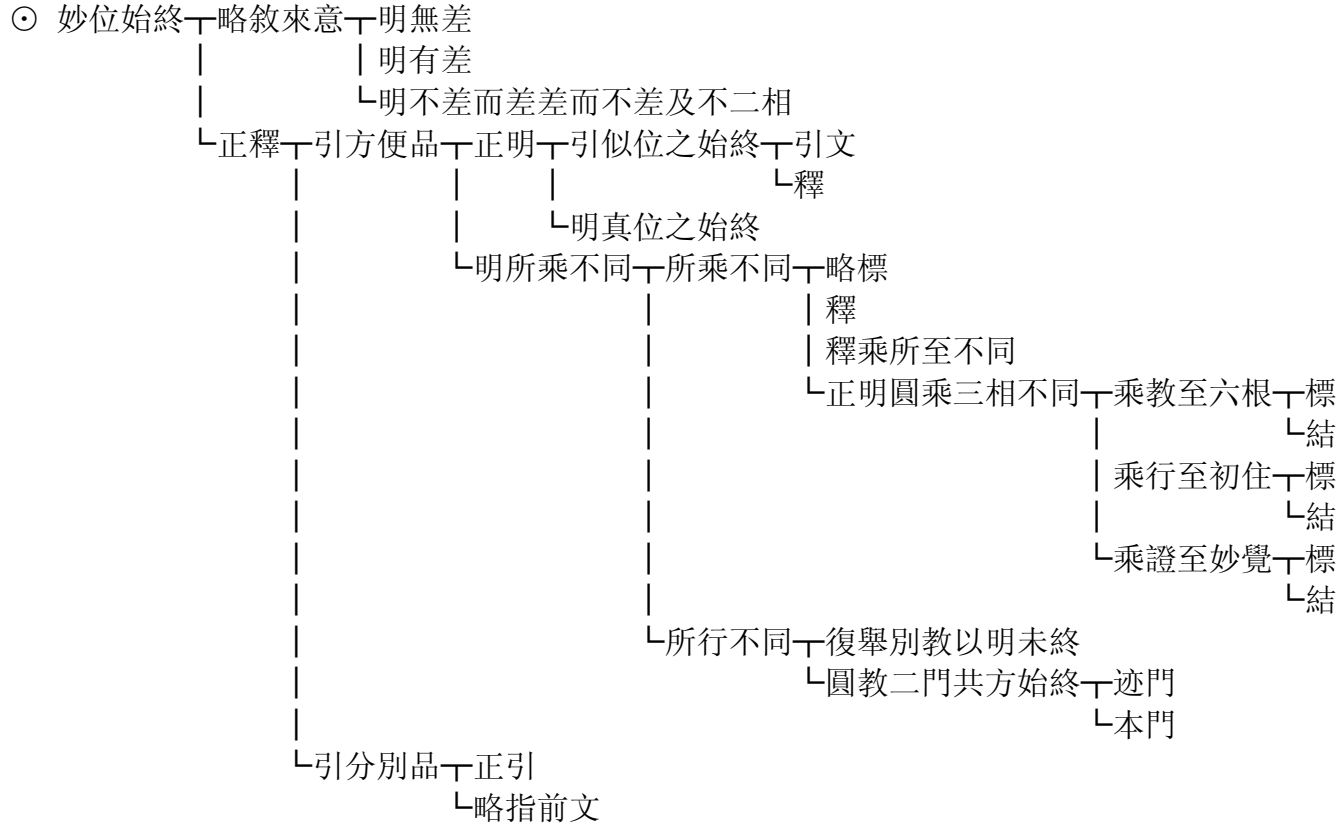 ⊙ 妙位始終┬略敘來意┬明無差
│明有差
└明不差而差差而不差及不二相
└正釋┬引方便品┬正明┬引似位之始終┬引文
└釋
└明真位之始終
└明所乘不同┬所乘不同┬略標
│釋
│釋乘所至不同
└正明圓乘三相不同┬乘教至六根┬標
└結
│乘行至初住┬標
└結
└乘證至妙覺┬標
└結
└所行不同┬復舉別教以明未終
└圓教二門共方始終┬迹門
└本門
└引分別品┬正引
└略指前文